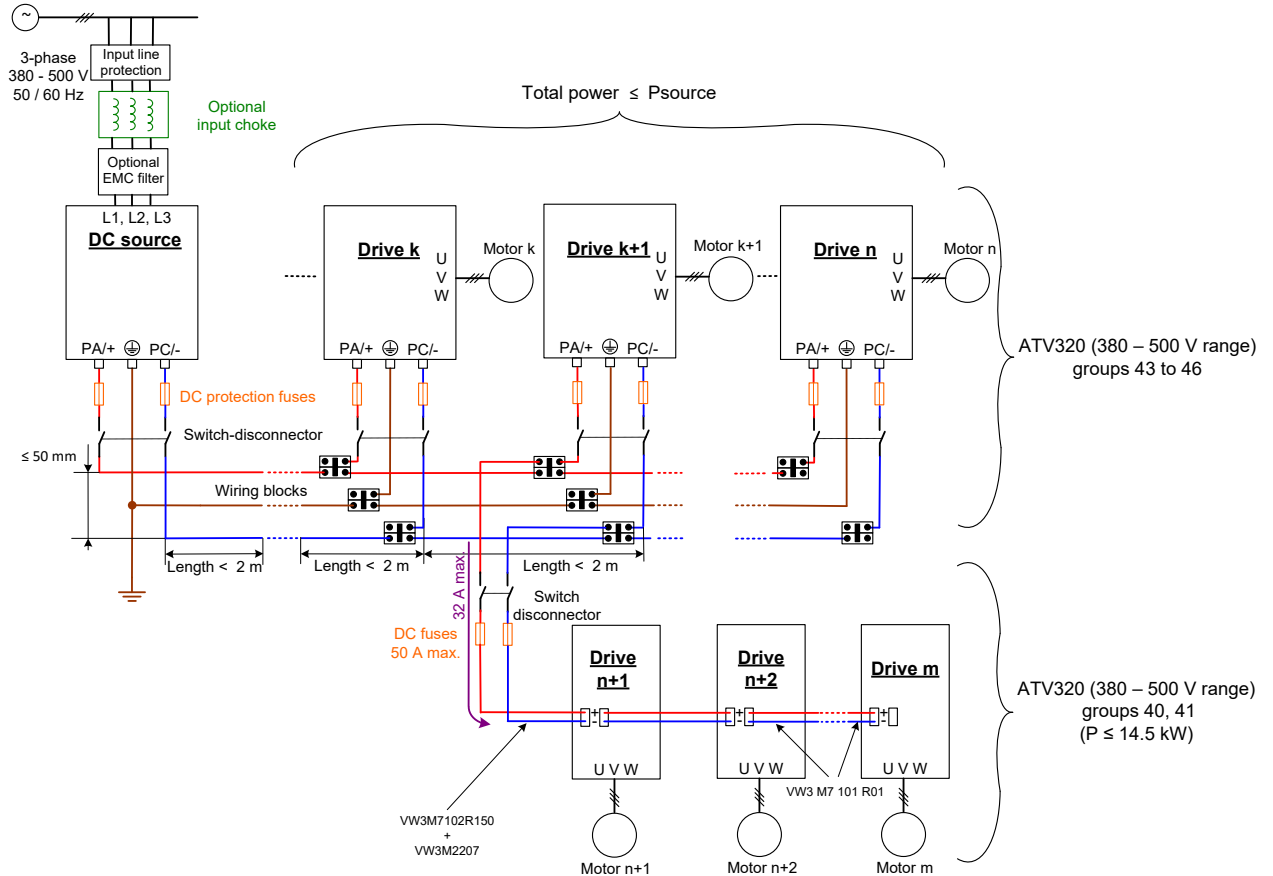 ~
3-phase
380 - 500 V
50 / 60 Hz
Input line
protection
Optional
input choke
Optional
EMC filter
Total power ≤ Psource
L1, L2, L3
DC source
PA/+
PC/-
Drive k
U
V
W
Motor k
PA/+
PC/-
Drive k+1
U
V
W
Motor k+1
PA/+
PC/-
Drive n
U
V
W
Motor n
PA/+
PC/-
ATV320 (380 – 500 V range)
groups 43 to 46
DC protection fuses
Switch-disconnector
≤ 50 mm
Wiring blocks
Length < 2 m
Length < 2 m
Length < 2 m
32 A max.
Switch
disconnector
DC fuses
50 A max.
Drive
n+1
+
-
U V W
Motor n+1
Drive
n+2
+
-
U V W
Motor n+2
Drive m
+
-
U V W
Motor m
VW3 M7 101 R01
VW3M7102R150
+
VW3M2207
ATV320 (380 – 500 V range)
groups 40, 41
(P ≤ 14.5 kW)